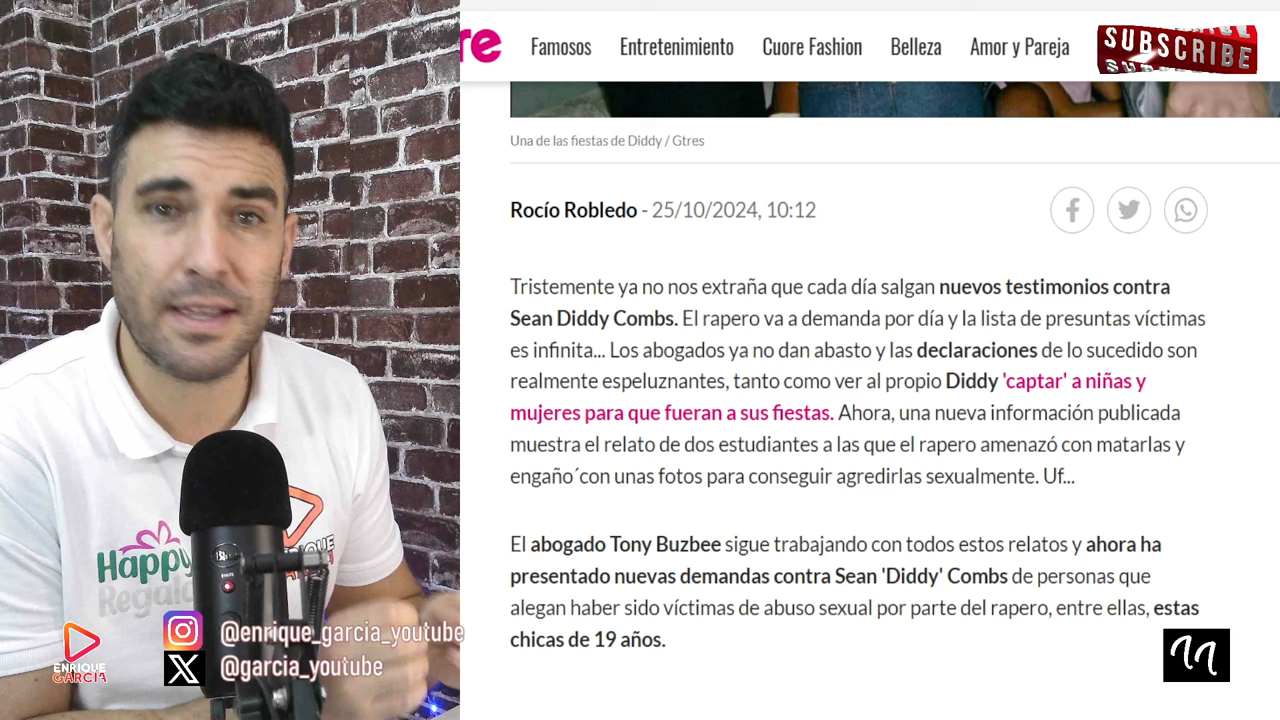 re
Famosos
Entretenimiento
Cuore Fashion
Belleza
Amor y Pareja
SUBSCRIBE
Una de las fiestas de Diddy / Gtres
Rocío Robledo - 25/10/2024, 10:12
Tristemente ya no nos extraña que cada día salgan nuevos testimonios contra
Sean Diddy Combs. El rapero va a demanda por día y la lista de presuntas víctimas
es infinita... Los abogados ya no dan abasto y las declaraciones de lo sucedido son
realmente espeluznantes, tanto como ver al propio Diddy 'captar' a niñas y
mujeres para que fueran a sus fiestas. Ahora, una nueva información publicada
muestra el relato de dos estudiantes a las que el rapero amenazó con matarlas y
engaño´con unas fotos para conseguir agredirlas sexualmente. Uf...
El abogado Tony Buzbee sigue trabajando con todos estos relatos y ahora ha
presentado nuevas demandas contra Sean 'Diddy' Combs de personas que
alegan haber sido víctimas de abuso sexual por parte del rapero, entre ellas, estas
chicas de 19 años.
Happy
Regalo
@enrique_garcia_youtube
@garcia_youtube
ENRIQUE
GARCIA